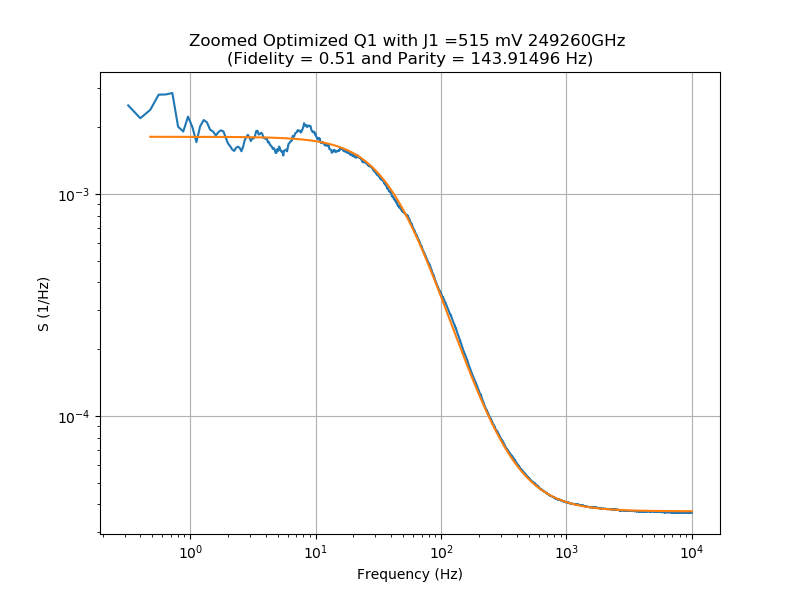 Zoomed Optimized Q1 with J1 =515 mV 249260GHz
(Fidelity = 0.51 and Parity = 143.91496 Hz)
S (1/Hz)
10⁻³
10⁻⁴
10⁰ 10¹ 10² 10³ 10⁴
Frequency (Hz)